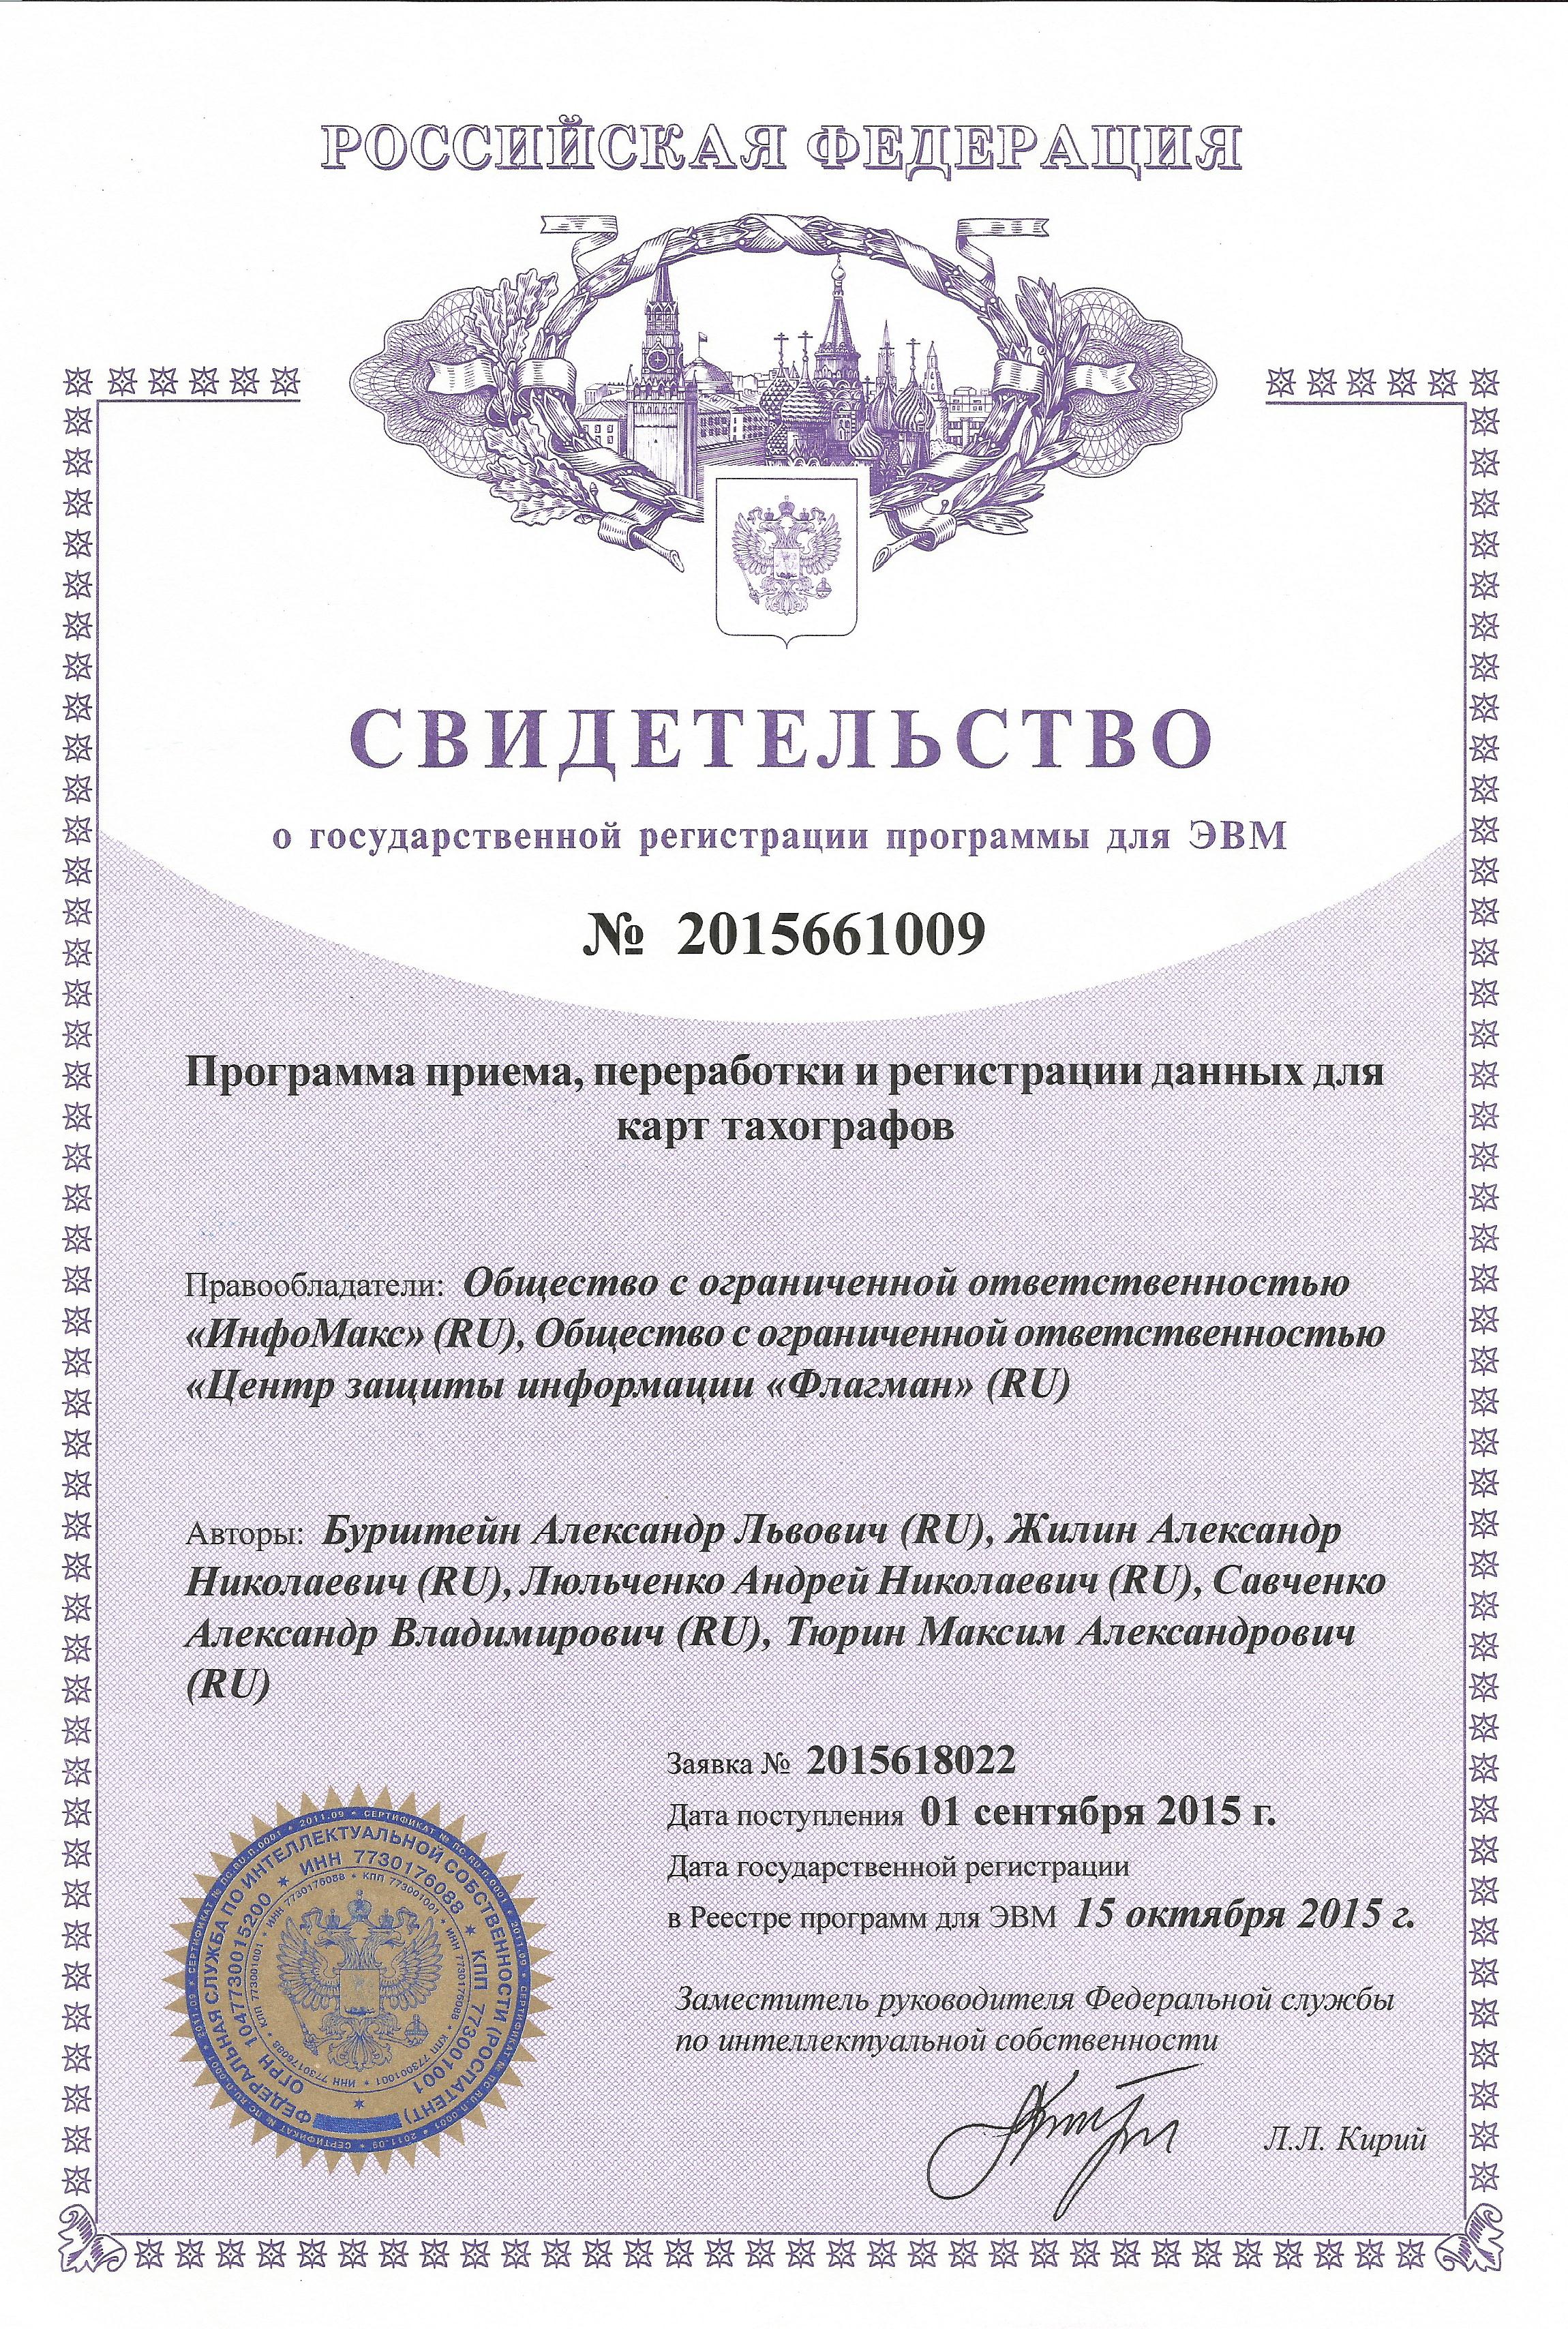 РОССИЙСКАЯ ФЕДЕРАЦИЯ
СВИДЕТЕЛЬСТВО
о государственной регистрации программы для ЭВМ
№ 2015661009
Программа приема, переработки и регистрации данных для
карт тахографов
Правообладатели: Общество с ограниченной ответственностью
«ИнфоМакс» (RU), Общество с ограниченной ответственностью
«Центр защиты информации «Флагман» (RU)
Авторы: Бурштейн Александр Львович (RU), Жилин Александр
Николаевич (RU), Люльченко Андрей Николаевич (RU), Савченко
Александр Владимирович (RU), Тюрин Максим Александрович
(RU)
Заявка № 2015618022
Дата поступления 01 сентября 2015 г.
Дата государственной регистрации
в Реестре программ для ЭВМ 15 октября 2015 г.
Заместитель руководителя Федеральной службы
по интеллектуальной собственности
Л.Л. Кирий
ФЕДЕРАЛЬНАЯ СЛУЖБА ПО ИНТЕЛЛЕКТУАЛЬНОЙ СОБСТВЕННОСТИ (РОСПАТЕНТ)
ОГРН 1047730015200 * ИНН 7730176088 * КПП 773001001 *